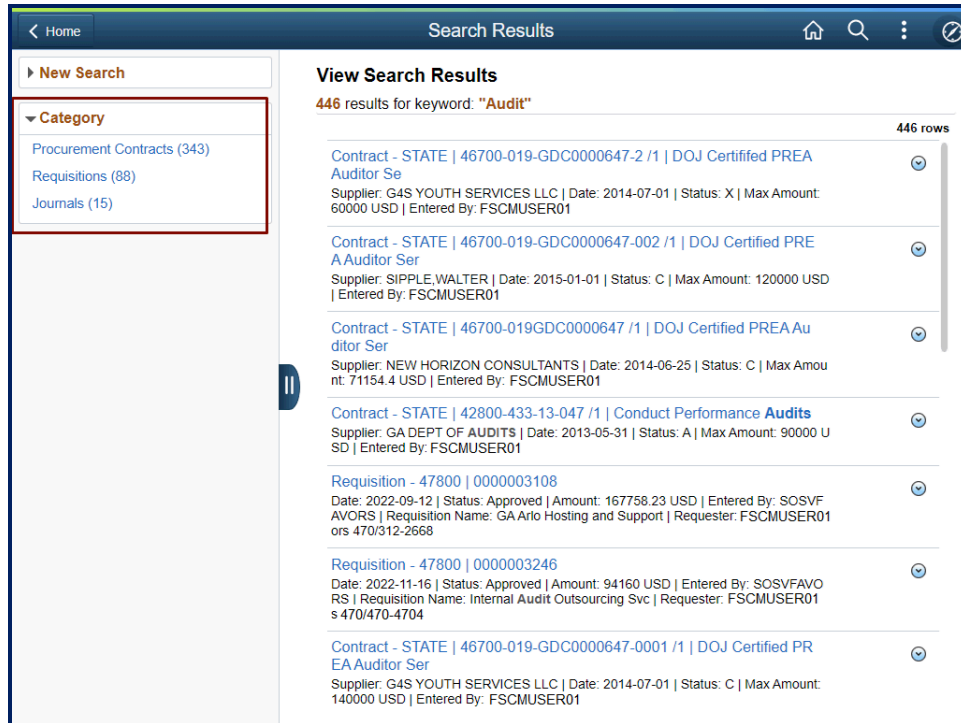 Home
Search Results
New Search
Category
Procurement Contracts (343)
Requisitions (88)
Journals (15)
View Search Results
446 results for keyword: "Audit"
446 rows
Contract - STATE | 46700-019-GDC0000647-2 /1 | DOJ Certififed PREA
Auditor Se
Supplier: G4S YOUTH SERVICES LLC | Date: 2014-07-01 | Status: X | Max Amount:
60000 USD | Entered By: FSCMUSER01
Contract - STATE | 46700-019-GDC0000647-002 /1 | DOJ Certified PRE
A Auditor Ser
Supplier: SIPPLE,WALTER | Date: 2015-01-01 | Status: C | Max Amount: 120000 USD
| Entered By: FSCMUSER01
Contract - STATE | 46700-019GDC0000647 /1 | DOJ Certified PREA Au
ditor Ser
Supplier: NEW HORIZON CONSULTANTS | Date: 2014-06-25 | Status: C | Max Amou
nt: 71154.4 USD | Entered By: FSCMUSER01
Contract - STATE | 42800-433-13-047 /1 | Conduct Performance Audits
Supplier: GA DEPT OF AUDITS | Date: 2013-05-31 | Status: A | Max Amount: 90000 U
SD | Entered By: FSCMUSER01
Requisition - 47800 | 0000003108
Date: 2022-09-12 | Status: Approved | Amount: 167758.23 USD | Entered By: SOSVF
AVORS | Requisition Name: GA Arlo Hosting and Support | Requester: FSCMUSER01
ors 470/312-2668
Requisition - 47800 | 0000003246
Date: 2022-11-16 | Status: Approved | Amount: 94160 USD | Entered By: SOSVFAVO
RS | Requisition Name: Internal Audit Outsourcing Svc | Requester: FSCMUSER01
s 470/470-4704
Contract - STATE | 46700-019-GDC0000647-0001 /1 | DOJ Certified PR
EA Auditor Ser
Supplier: G4S YOUTH SERVICES LLC | Date: 2014-07-01 | Status: C | Max Amount:
140000 USD | Entered By: FSCMUSER01